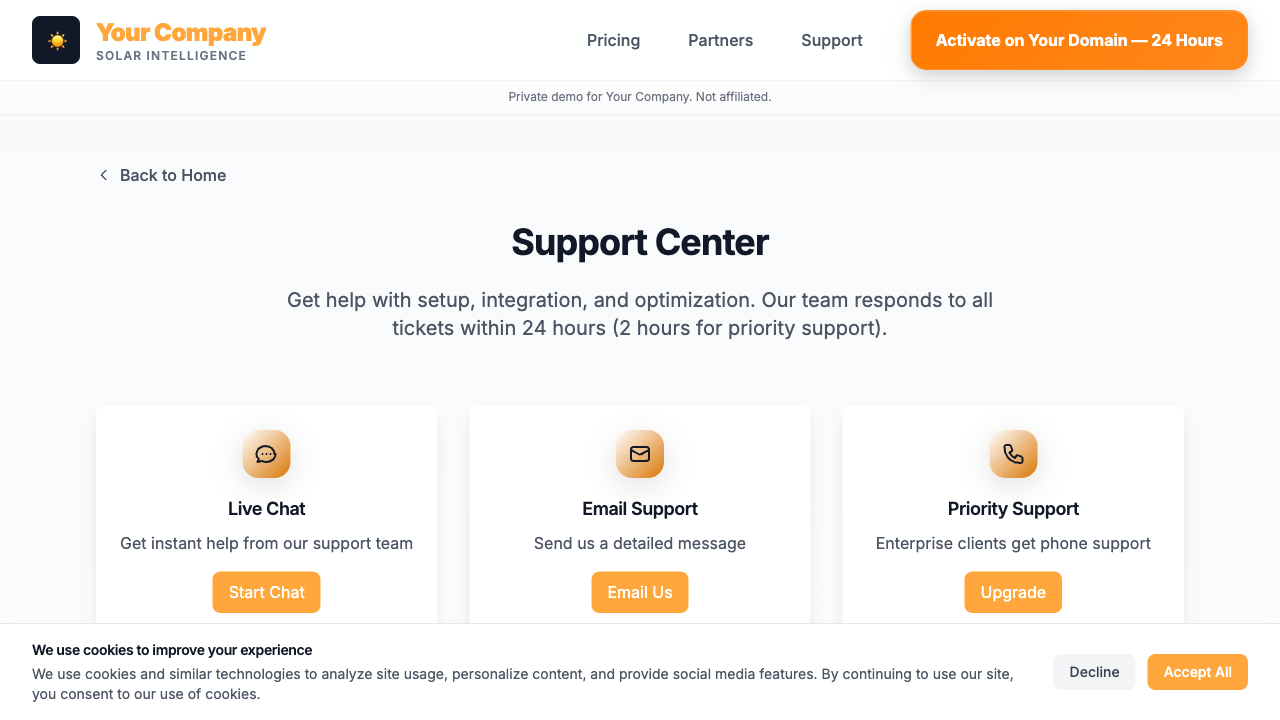 Your Company
SOLAR INTELLIGENCE
Pricing
Partners
Support
Activate on Your Domain — 24 Hours
Private demo for Your Company. Not affiliated.
Back to Home
Support Center
Get help with setup, integration, and optimization. Our team responds to all
tickets within 24 hours (2 hours for priority support).
Live Chat
Get instant help from our support team
Start Chat
Email Support
Send us a detailed message
Email Us
Priority Support
Enterprise clients get phone support
Upgrade
We use cookies to improve your experience
We use cookies and similar technologies to analyze site usage, personalize content, and provide social media features. By continuing to use our site,
you consent to our use of cookies.
Decline
Accept All